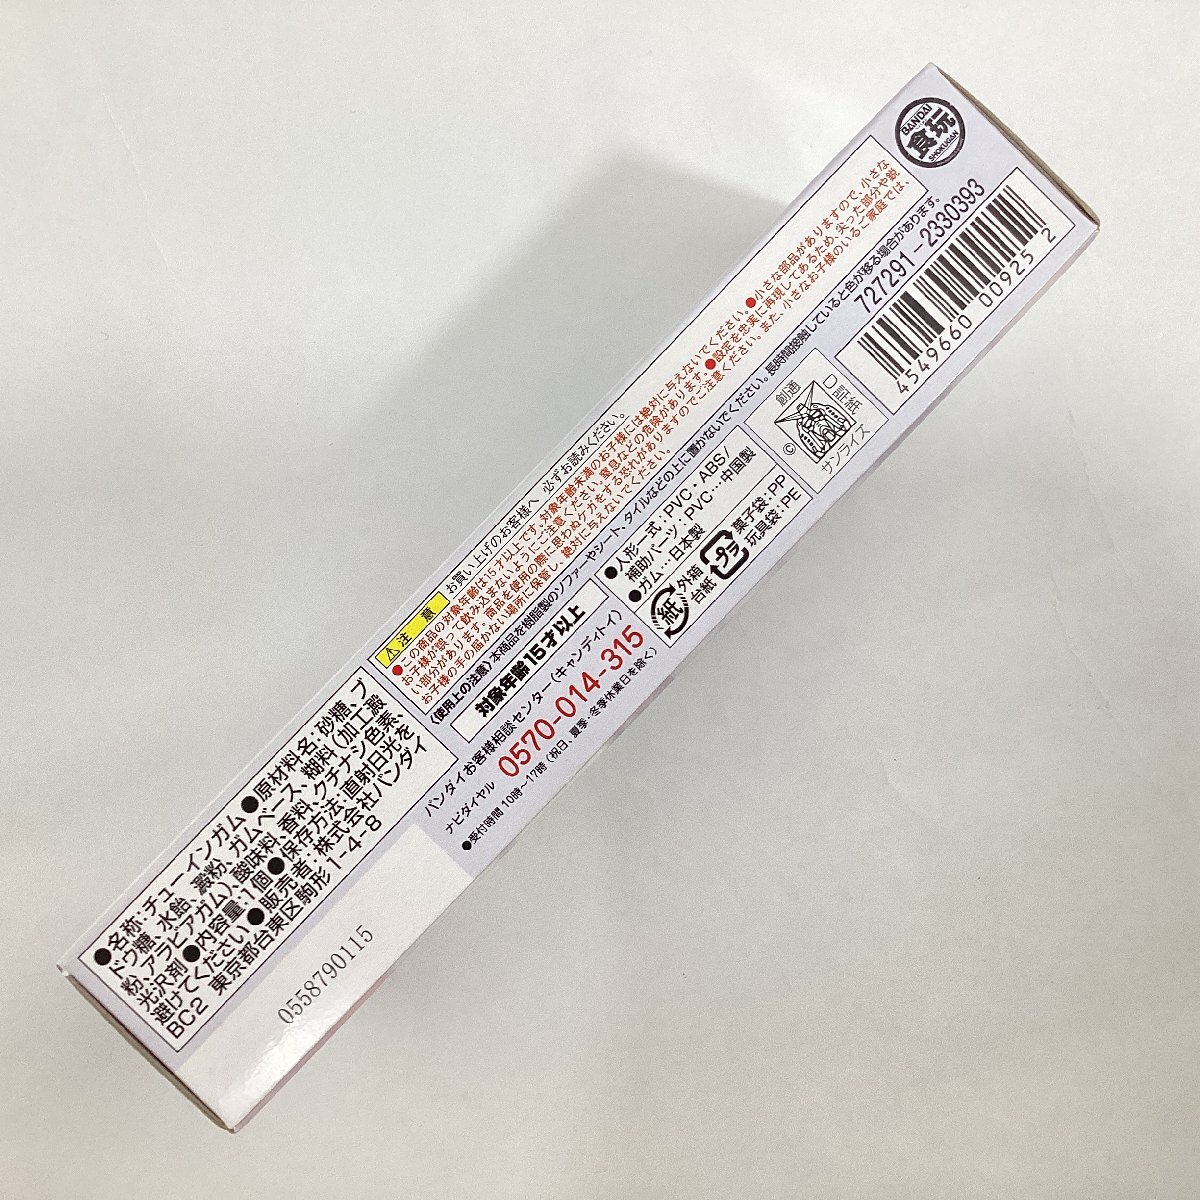 ●名称:チューインガム●原材料名:砂糖、ブ
ドウ糖、水飴、澱粉、ガムベース、糊料(加工澱
粉、アラビアガム)、酸味料、香料、クチナシ色素、
光沢剤●内容量:1個●保存方法:直射日光を
避けてください●販売者:株式会社バンダイ
BC2 東京都台東区駒形1-4-8
0558790115
⚠注意 お買い上げのお客様へ 必ずお読みください。
●この商品の対象年齢は15才以上です。対象年齢未満のお子様には絶対に与えないでください。●小さな部品がありますので、小さな
お子様が誤って飲み込まないようにご注意ください。窒息などの危険があります。●設定を忠実に再現してあるため、尖った部分や鋭
い部分があります。商品を使用の際に思わぬケガをする恐れがありますのでご注意ください。また、小さなお子様のいるご家庭では、
お子様の手の届かない場所に保管し、絶対に与えないでください。
〈使用上の注意〉本商品を樹脂製のソファーやシート、タイルなどの上に置かないでください。長時間接触していると色が移る場合があります。
対象年齢15才以上
バンダイお客様相談センター(キャンディトイ)
ナビダイヤル 0570-014-315
●受付時間 10時〜17時(祝日、夏季・冬季休業日を除く)
●人形一式:PVC・ABS/
補助パーツ:PVC…中国製
●ガム…日本製
紙 外箱
台紙
プラ 菓子袋:PP
玩具袋:PE
創通
D証紙
©
サンライズ
727291-2330393
4549660 00925 2
BANDAI
食玩
SHOKUGAN